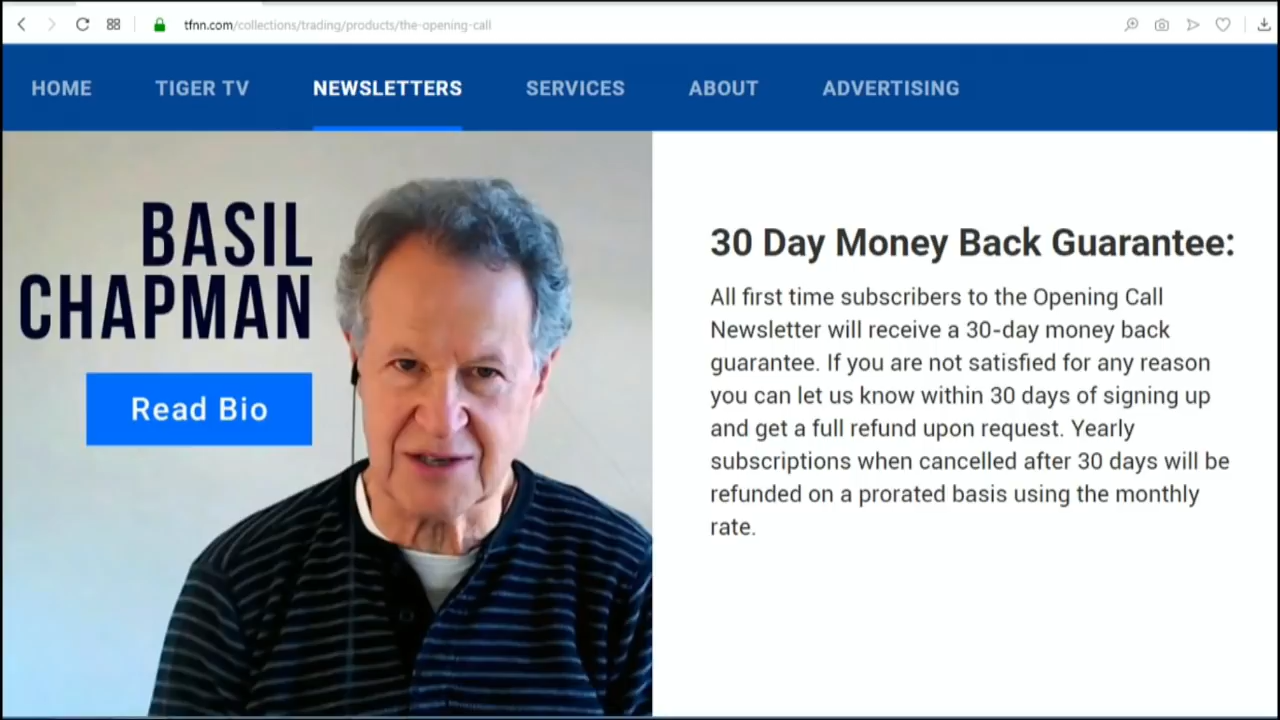 tfnn.com/collections/trading/products/the-opening-call
HOME TIGER TV NEWSLETTERS SERVICES ABOUT ADVERTISING
BASIL
CHAPMAN
Read Bio
30 Day Money Back Guarantee:
All first time subscribers to the Opening Call
Newsletter will receive a 30-day money back
guarantee. If you are not satisfied for any reason
you can let us know within 30 days of signing up
and get a full refund upon request. Yearly
subscriptions when cancelled after 30 days will be
refunded on a prorated basis using the monthly
rate.